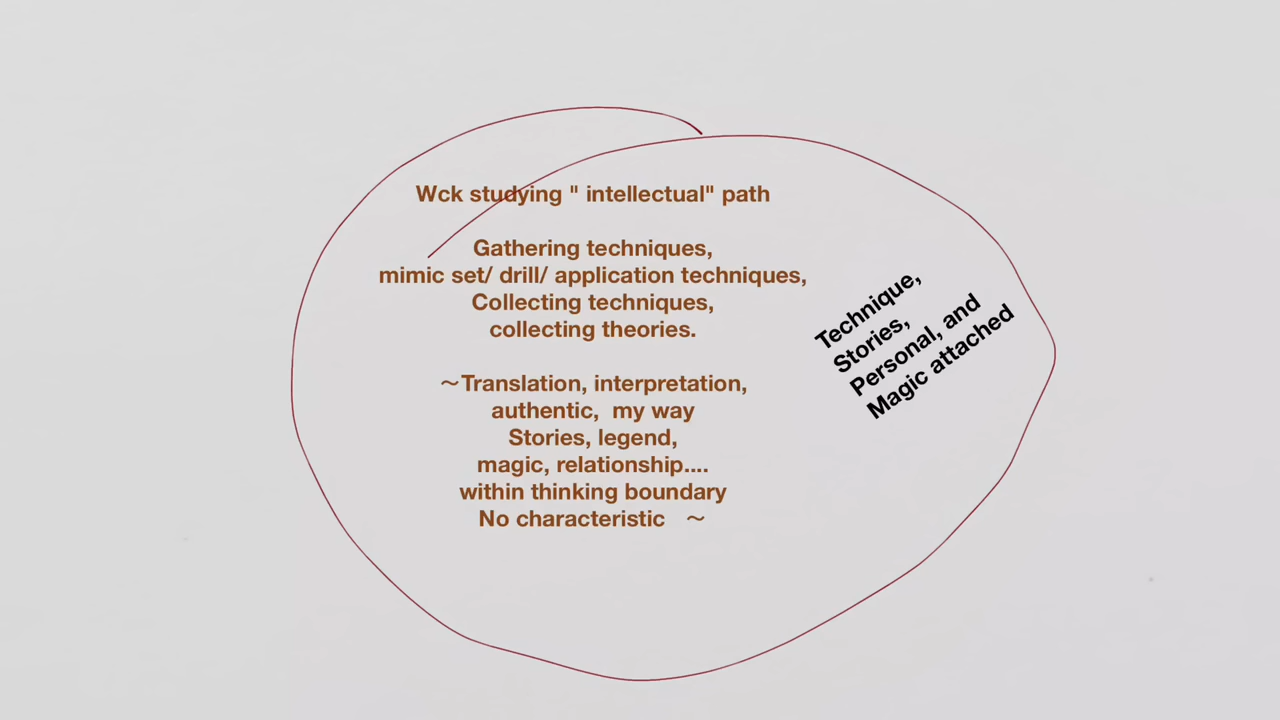 Wck studying " intellectual" path
Gathering techniques,
mimic set/ drill/ application techniques,
Collecting techniques,
collecting theories.
～Translation, interpretation,
authentic,  my way
Stories, legend,
magic, relationship....
within thinking boundary
No characteristic   ～
Technique,
Stories,
Personal, and
Magic attached